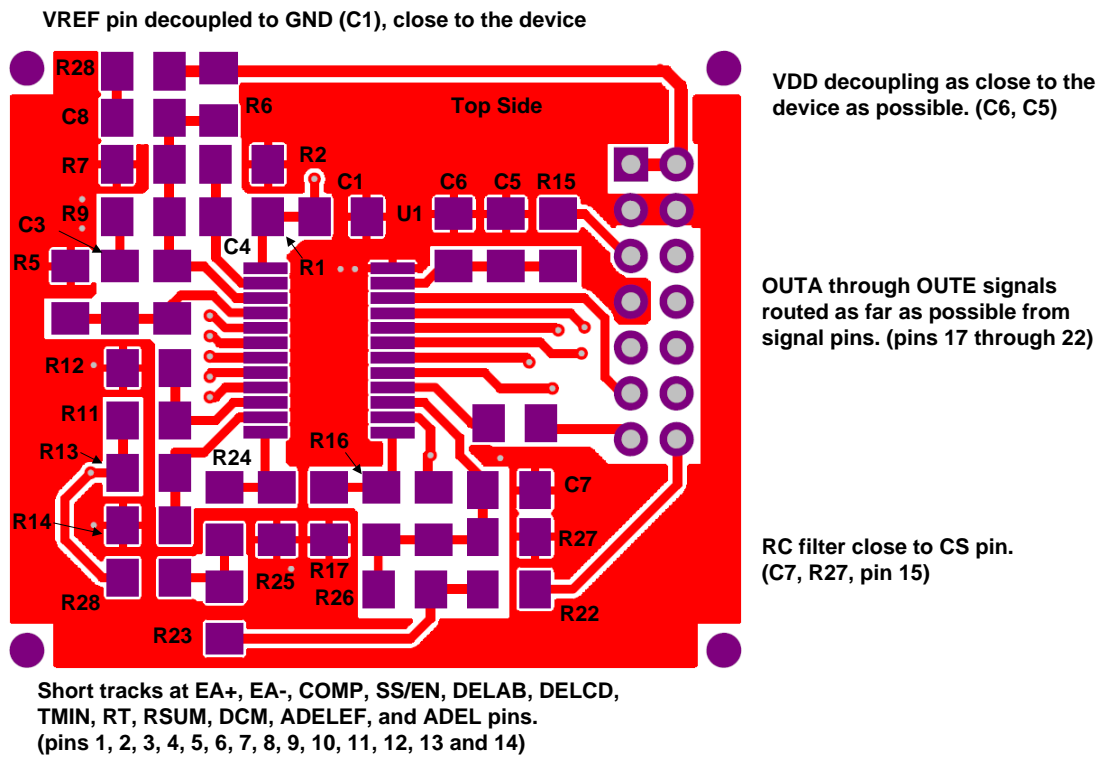 VREF pin decoupled to GND (C1), close to the device
R28
C8
R6
Top Side
VDD decoupling as close to the
device as possible. (C6, C5)
R7
R2
C1
C6
C5
R15
R9
U1
C3
C4
R5
R1
OUTA through OUTE signals
routed as far as possible from
signal pins. (pins 17 through 22)
R12
R11
R13
R16
R24
C7
R14
R27
RC filter close to CS pin.
(C7, R27, pin 15)
R25
R17
R28
R26
R22
R23
Short tracks at EA+, EA-, COMP, SS/EN, DELAB, DELCD,
TMIN, RT, RSUM, DCM, ADELEF, and ADEL pins.
(pins 1, 2, 3, 4, 5, 6, 7, 8, 9, 10, 11, 12, 13 and 14)